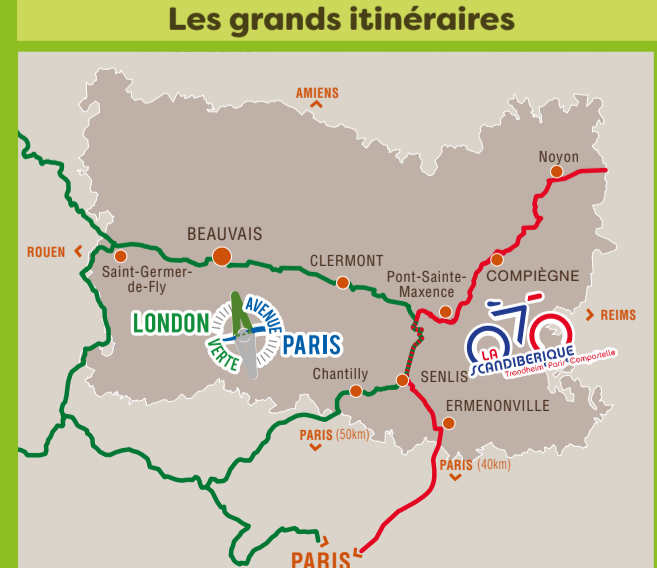 Les grands itinéraires
AMIENS
Noyon
BEAUVAIS
ROUEN
CLERMONT
Saint-Germer-
de-Fly
Pont-Sainte-
Maxence
COMPIÈGNE
REIMS
LONDON
AVENUE
VERTE
PARIS
LA
SCANDIBERIQUE
Trondheim Paris Compostelle
Chantilly
SENLIS
ERMENONVILLE
PARIS (50km)
PARIS (40km)
PARIS